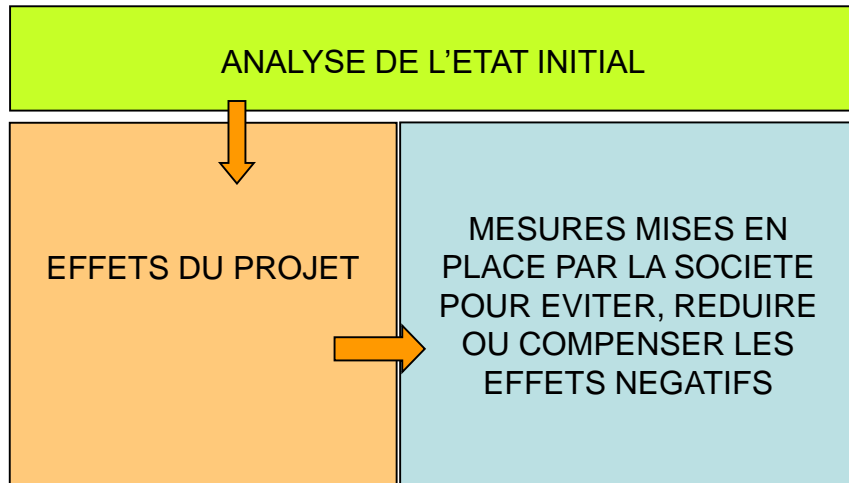 ANALYSE DE L'ETAT INITIAL
EFFETS DU PROJET
MESURES MISES EN
PLACE PAR LA SOCIETE
POUR EVITER, REDUIRE
OU COMPENSER LES
EFFETS NEGATIFS